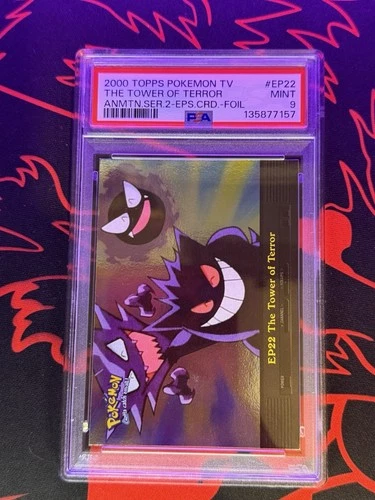 2000 TOPPS POKEMON TV #EP22
THE TOWER OF TERROR MINT
ANMTN.SER.2-EPS.CRD.-FOIL 9
PSA 135877157
EP22 The Tower of Terror
POKéMON